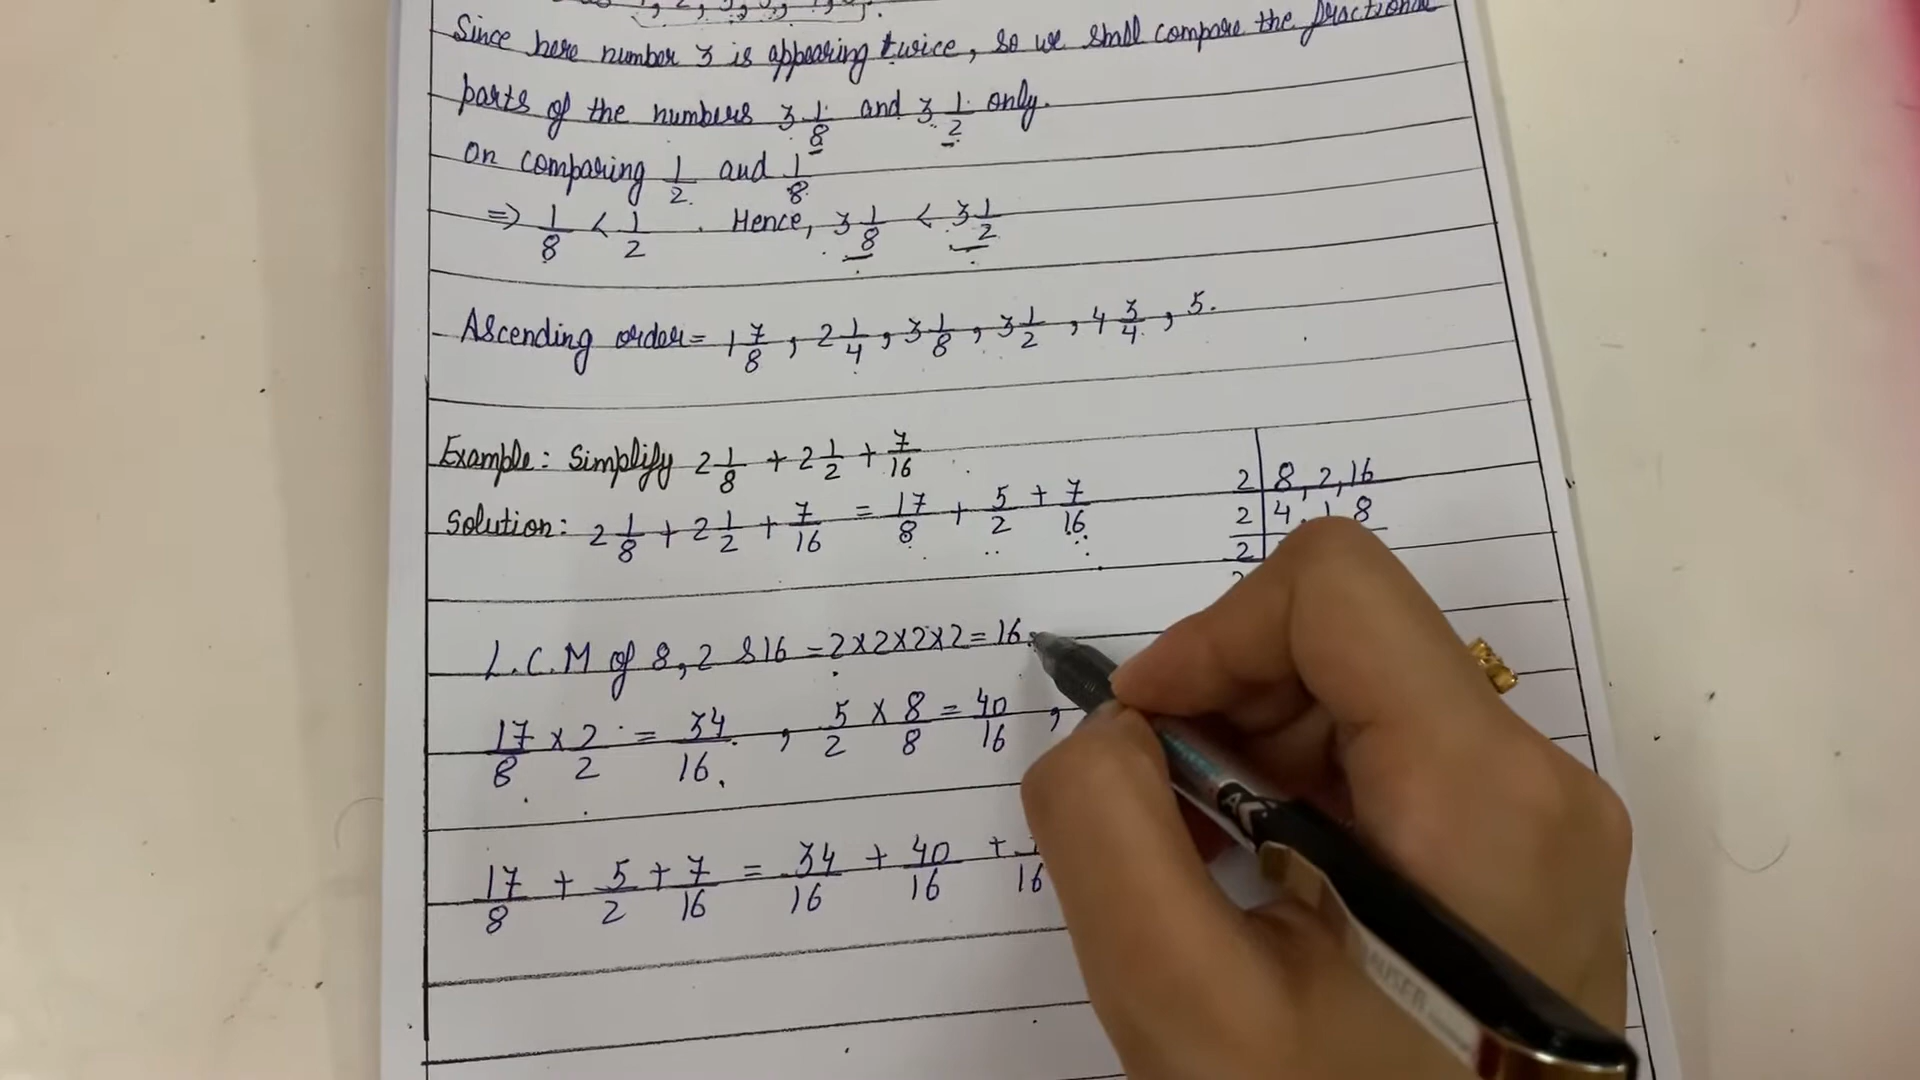 Since here number 3 is appearing twice, so we shall compare the fractional
parts of the numbers 3 1/8 and 3 1/2 only.
on comparing 1/2 and 1/8
⇒ 1/8 < 1/2 . Hence, 3 1/8 < 3 1/2
Ascending order = 1 7/8, 2 1/4, 3 1/8, 3 1/2, 4 3/4, 5.
Example: Simplify 2 1/8 + 2 1/2 + 7/16
Solution: 2 1/8 + 2 1/2 + 7/16 = 17/8 + 5/2 + 7/16
2 | 8, 2, 16
2 | 4, 1, 8
2
L.C.M of 8, 2 & 16 = 2×2×2×2 = 16.
17/8 × 2/2 = 34/16, 5/2 × 8/8 = 40/16,
17/8 + 5/2 + 7/16 = 34/16 + 40/16 + /16